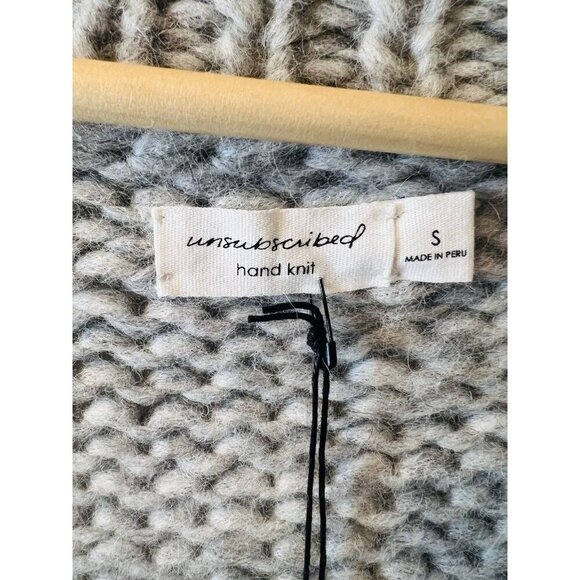 unsubscribed
hand knit
S
MADE IN PERU